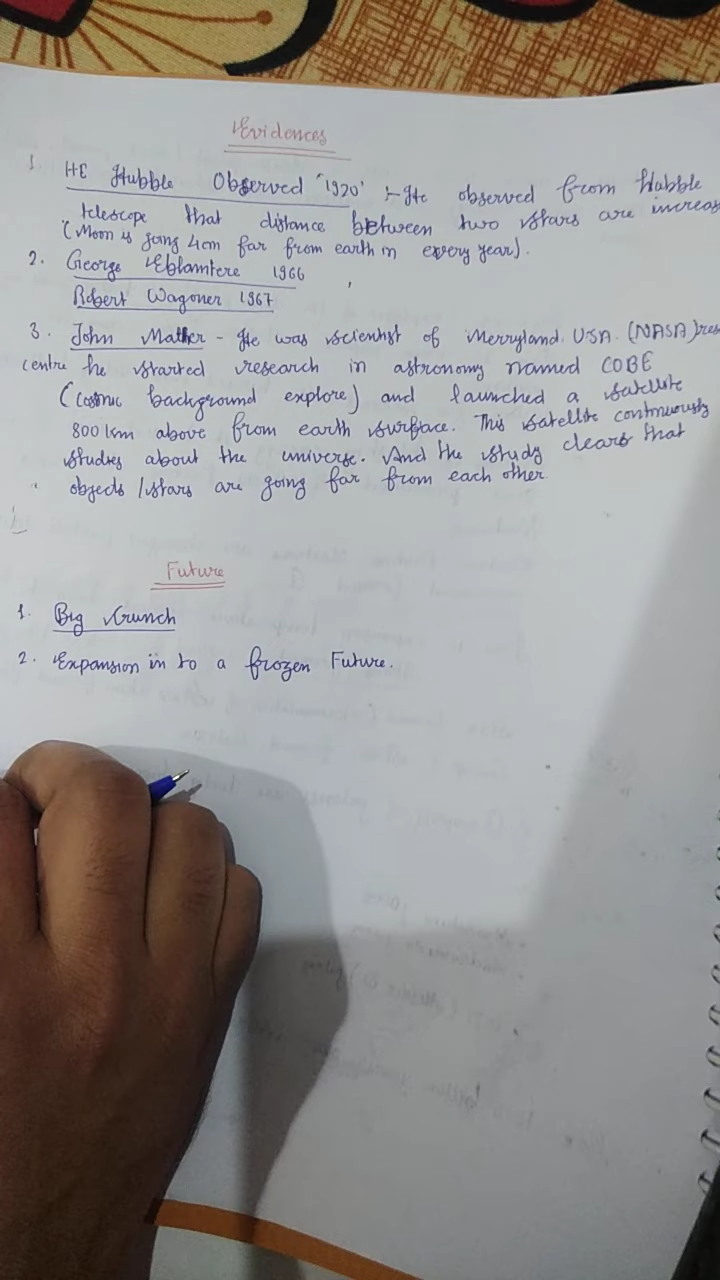 Evidences
1. HE Hubble Observed '1920' :- He observed from Hubble
telescope that distance between two stars are increas
(Moon is going 4cm far from earth in every year).
2. George Eblamtere 1966
Robert Wagoner 1967
3. John Mather - He was scientist of Merryland U.S.A. (NASA) res
centre he started research in astronomy named COBE
(cosmic background explore) and launched a satellite
800 km above from earth surface. This satellite continuously
studies about the universe. And the study clears that
objects / stars are going far from each other
Future
1. Big Crunch
2. Expansion in to a frozen Future.